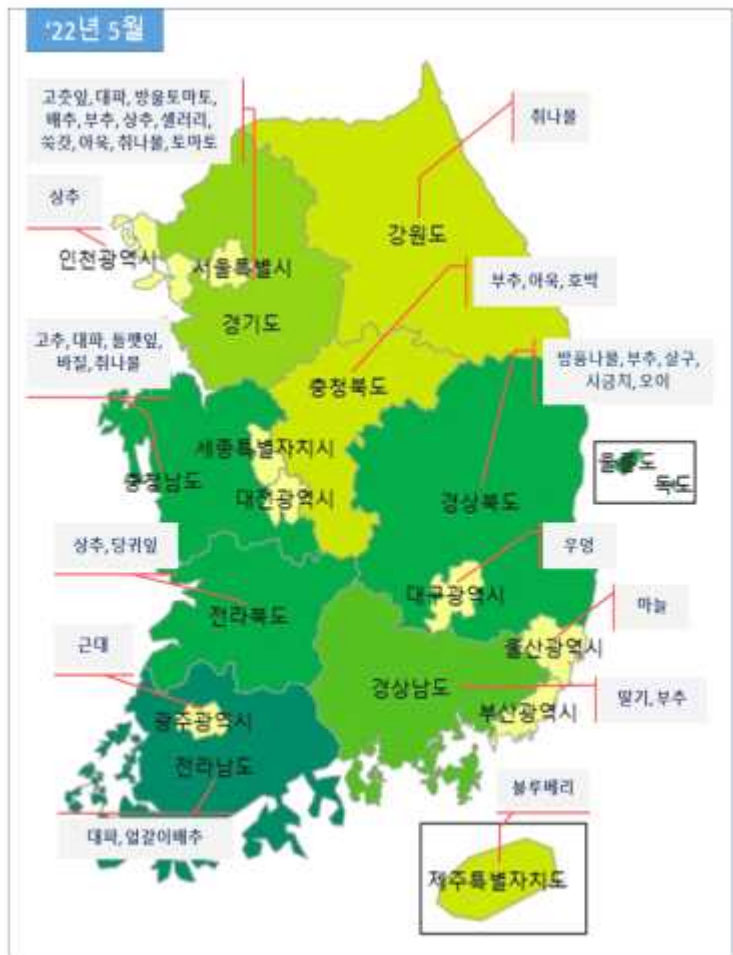 '22년 5월
고춧잎, 대파, 방울토마토,
배추, 부추, 상추, 샐러리,
쑥갓, 아욱, 취나물, 토마토
취나물
상추
인천광역시
서울특별시
강원도
경기도
부추, 아욱, 호박
고추, 대파, 들깻잎,
바질, 취나물
방풍나물, 부추, 살구,
시금치, 오이
충청북도
세종특별자치시
충청남도
대전광역시
경상북도
울릉도
독도
상추, 당귀잎
우엉
대구광역시
마늘
전라북도
울산광역시
근대
경상남도
딸기, 부추
부산광역시
광주광역시
전라남도
블루베리
대파, 얼갈이배추
제주특별자치도